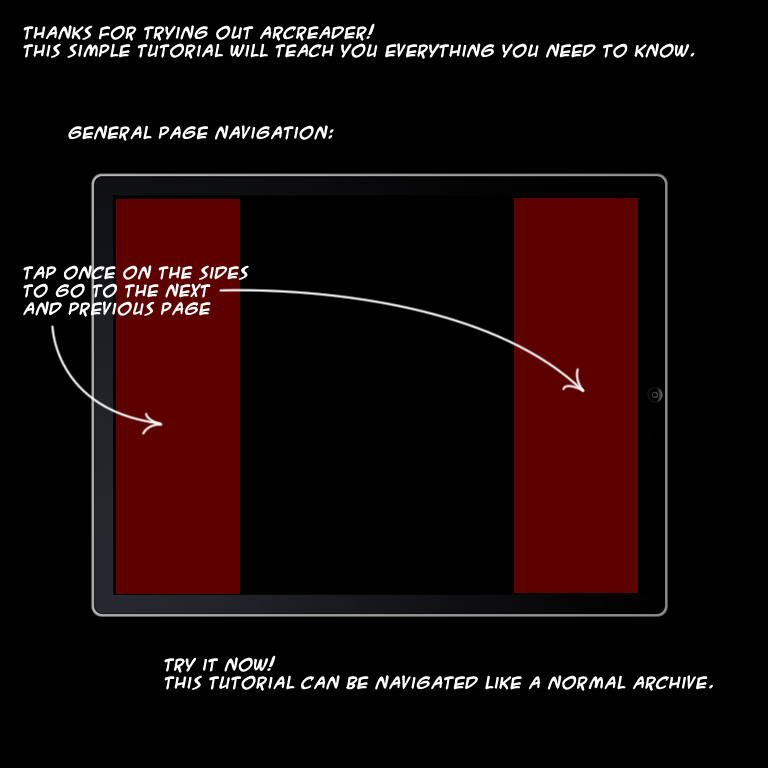 THANKS FOR TRYING OUT ARCREADER!
THIS SIMPLE TUTORIAL WILL TEACH YOU EVERYTHING YOU NEED TO KNOW.
GENERAL PAGE NAVIGATION:
TAP ONCE ON THE SIDES
TO GO TO THE NEXT
AND PREVIOUS PAGE
TRY IT NOW!
THIS TUTORIAL CAN BE NAVIGATED LIKE A NORMAL ARCHIVE.